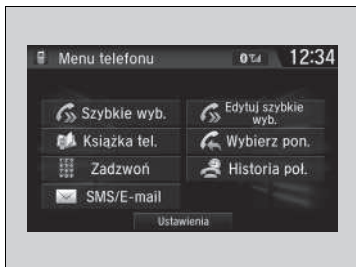 Menu telefonu
12:34
Szybkie wyb.
Edytuj szybkie
wyb.
Książka tel.
Wybierz pon.
Zadzwoń
Historia poł.
SMS/E-mail
Ustawienia